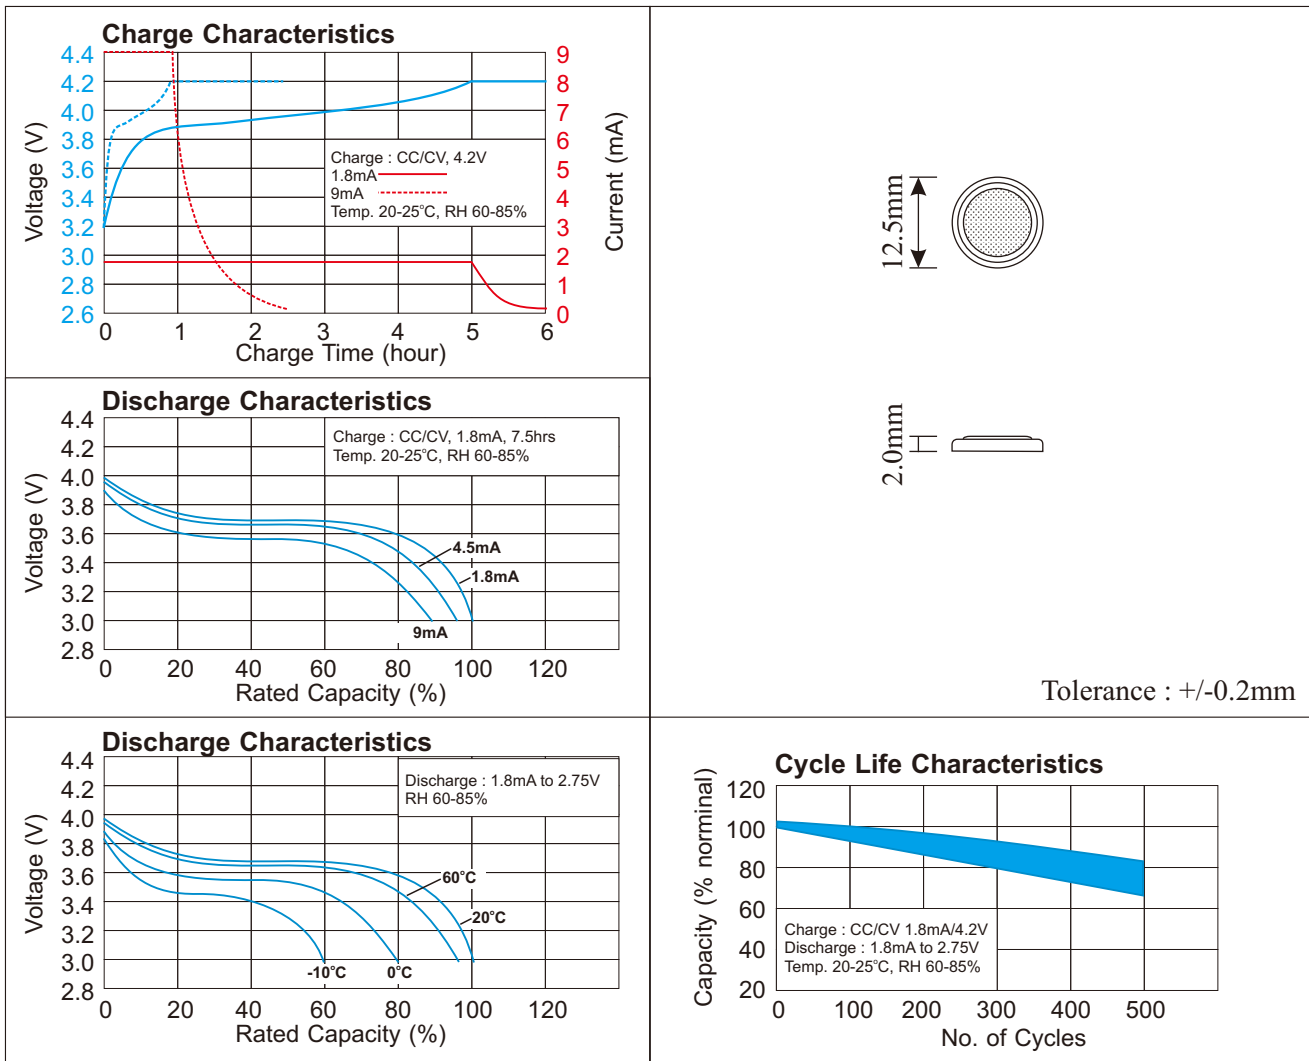 Charge Characteristics
4.4
4.2
4.0
3.8
3.6
3.4
3.2
3.0
2.8
2.6
Voltage (V)
9
8
7
6
5
4
3
2
1
0
Current (mA)
Charge : CC/CV, 4.2V
1.8mA
9mA
Temp. 20-25°C, RH 60-85%
0 1 2 3 4 5 6
Charge Time (hour)
12.5mm
2.0mm
Tolerance : +/-0.2mm
Discharge Characteristics
4.4
4.2
4.0
3.8
3.6
3.4
3.2
3.0
2.8
Voltage (V)
Charge : CC/CV, 1.8mA, 7.5hrs
Temp. 20-25°C, RH 60-85%
4.5mA
1.8mA
9mA
0 20 40 60 80 100 120
Rated Capacity (%)
Discharge Characteristics
4.4
4.2
4.0
3.8
3.6
3.4
3.2
3.0
2.8
Voltage (V)
Discharge : 1.8mA to 2.75V
RH 60-85%
60°C
20°C
-10°C
0°C
0 20 40 60 80 100 120
Rated Capacity (%)
Cycle Life Characteristics
120
100
80
60
40
20
Capacity (% norminal)
Charge : CC/CV 1.8mA/4.2V
Discharge : 1.8mA to 2.75V
Temp. 20-25°C, RH 60-85%
0 100 200 300 400 500
No. of Cycles